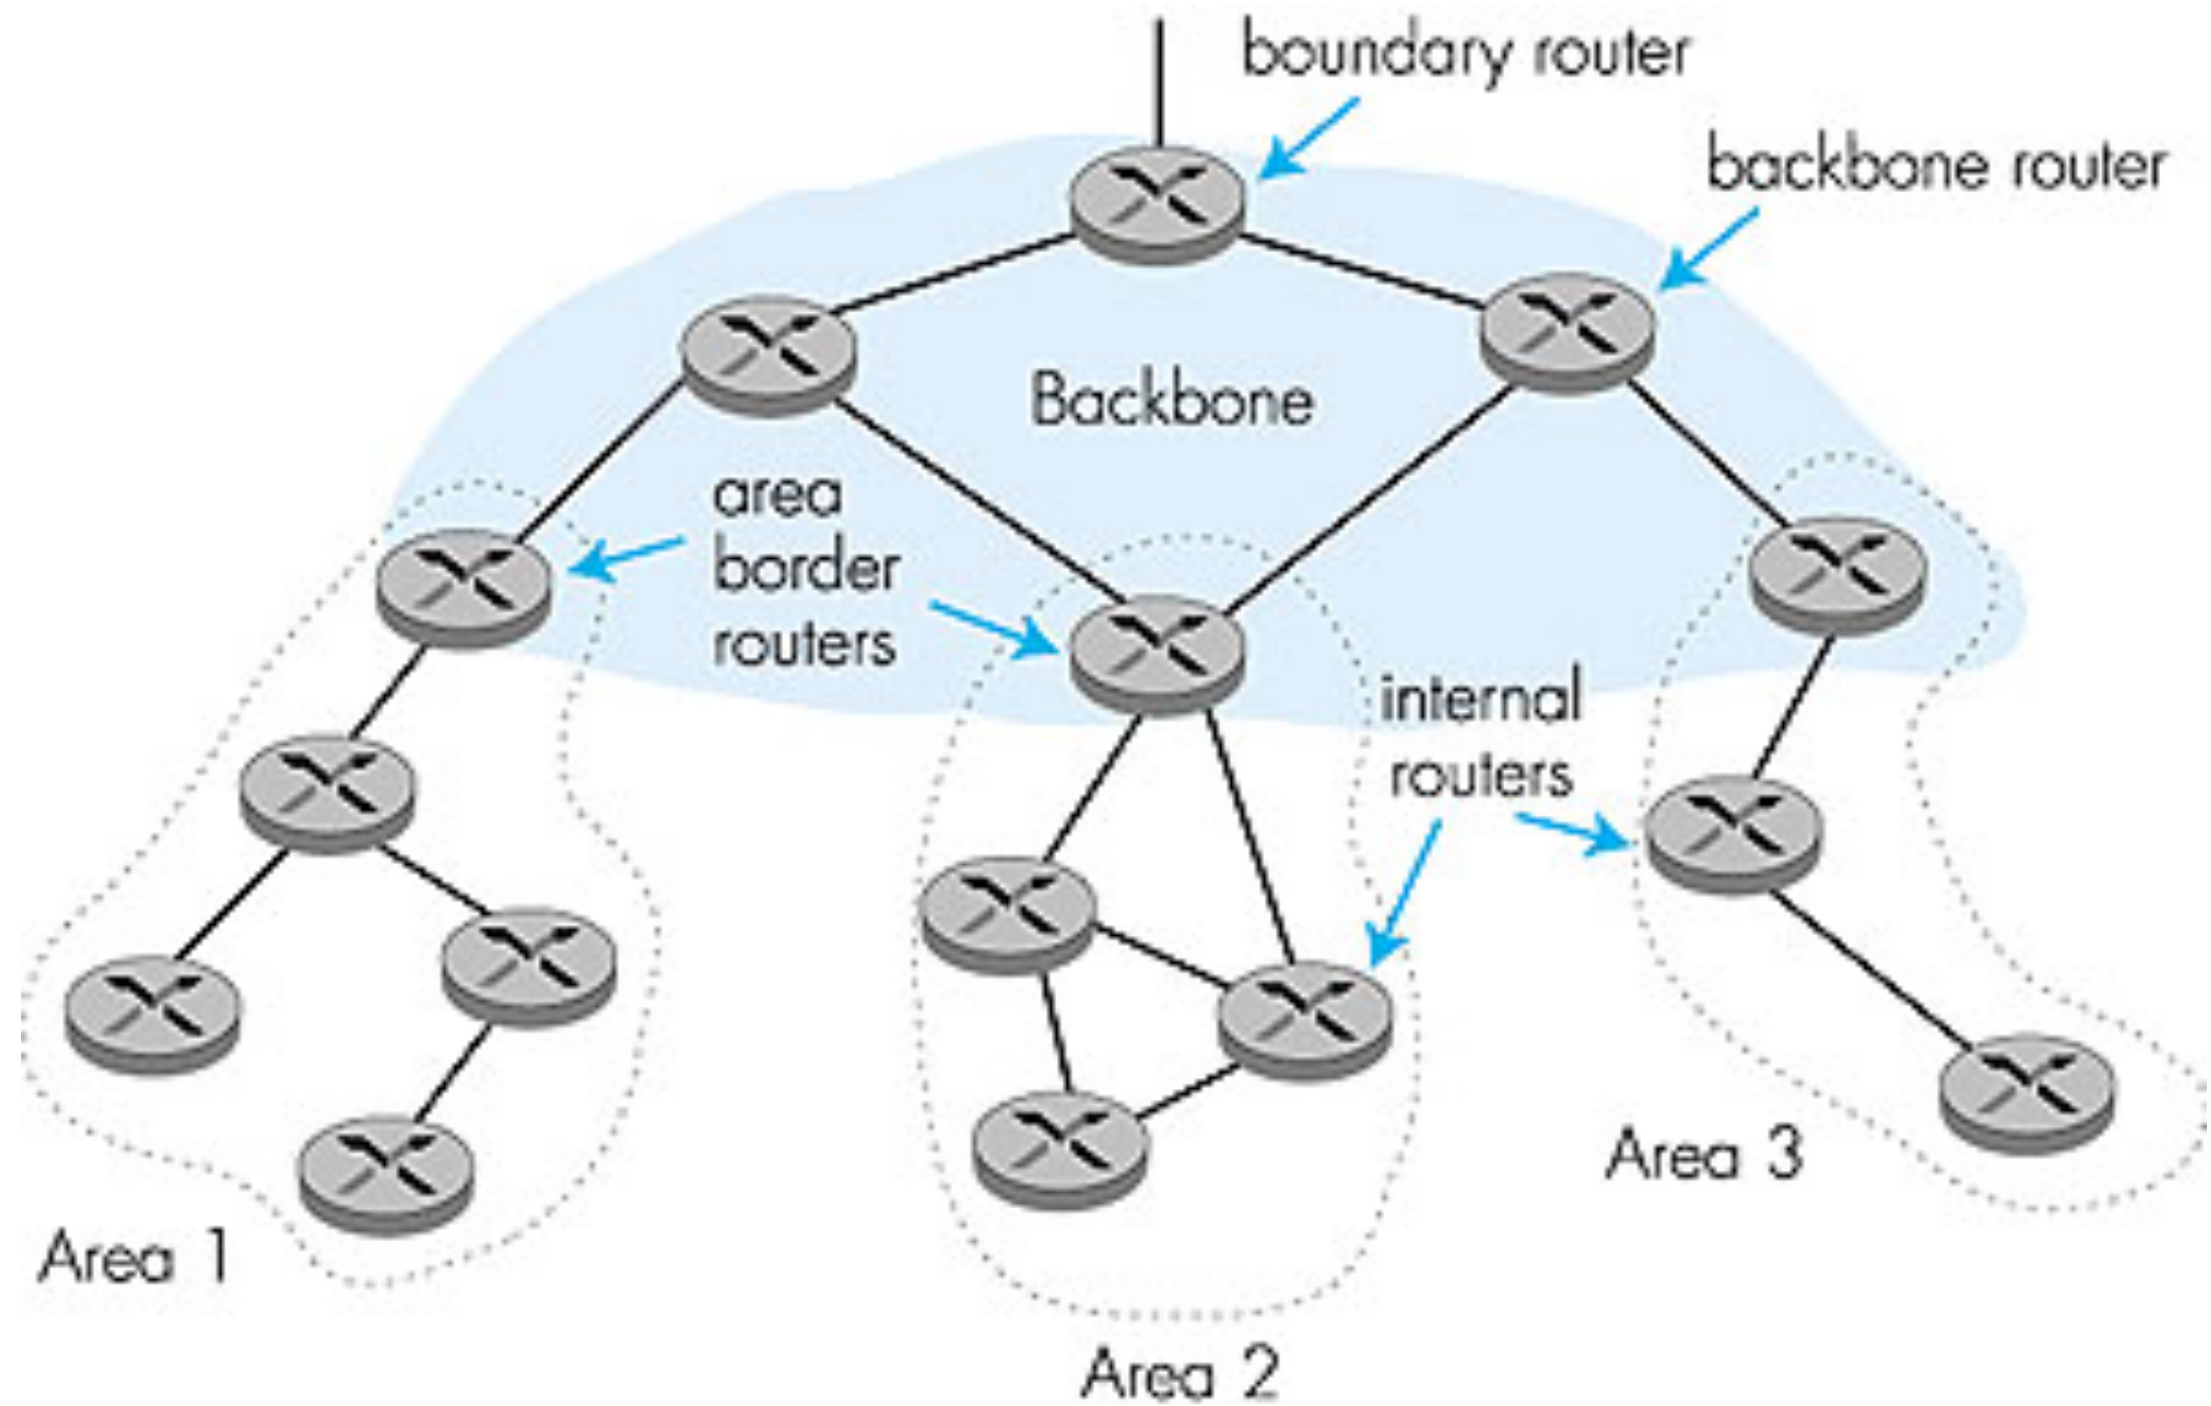 boundary router
backbone router
Backbone
area
border
routers
internal
routers
Area 3
Area 1
Area 2